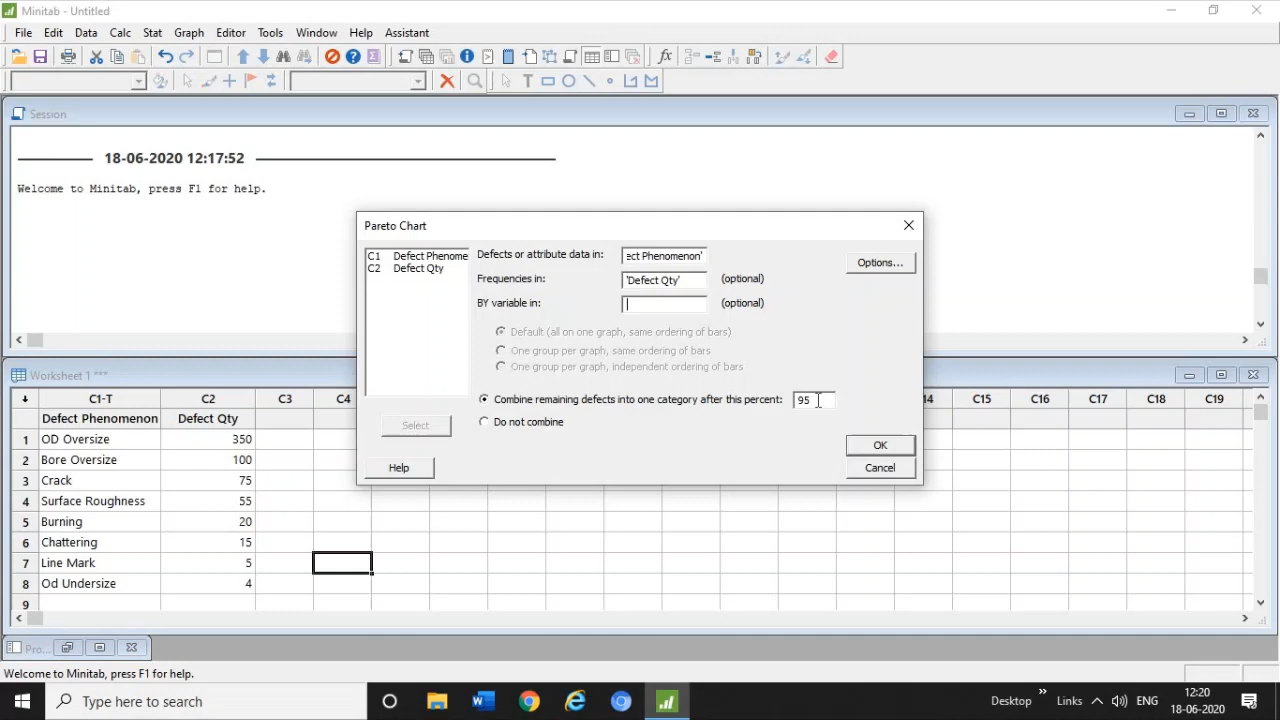 Minitab - Untitled
File Edit Data Calc Stat Graph Editor Tools Window Help Assistant
Session
18-06-2020 12:17:52
Welcome to Minitab, press F1 for help.
Pareto Chart
C1 Defect Phenome
C2 Defect Qty
Defects or attribute data in: ect Phenomenon'
Frequencies in: 'Defect Qty' (optional)
BY variable in: (optional)
Options...
Default (all on one graph, same ordering of bars)
One group per graph, same ordering of bars
One group per graph, independent ordering of bars
Combine remaining defects into one category after this percent: 95
Do not combine
Select
OK
Help
Cancel
Worksheet 1 ***
C1-T C2 C3 C4 14 C15 C16 C17 C18 C19
Defect Phenomenon Defect Qty
1 OD Oversize 350
2 Bore Oversize 100
3 Crack 75
4 Surface Roughness 55
5 Burning 20
6 Chattering 15
7 Line Mark 5
8 Od Undersize 4
9
Pro...
Welcome to Minitab, press F1 for help.
Type here to search
Desktop Links ENG
12:20
18-06-2020